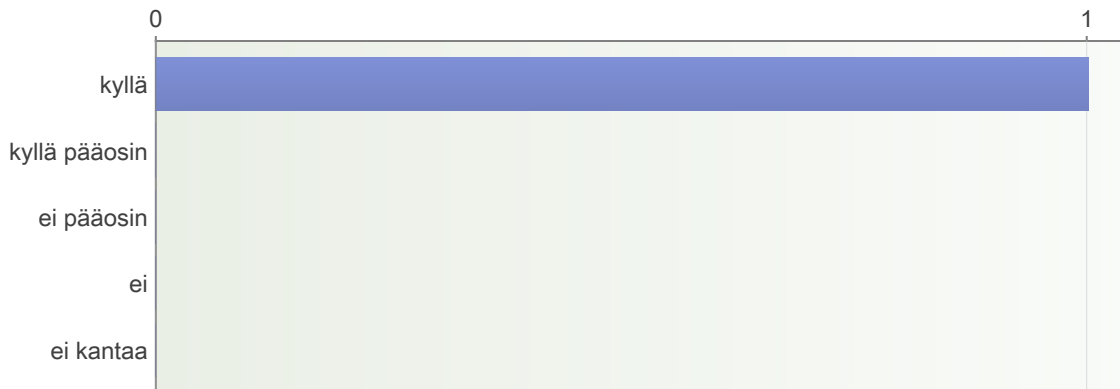 0 1
kyllä
kyllä pääosin
ei pääosin
ei
ei kantaa